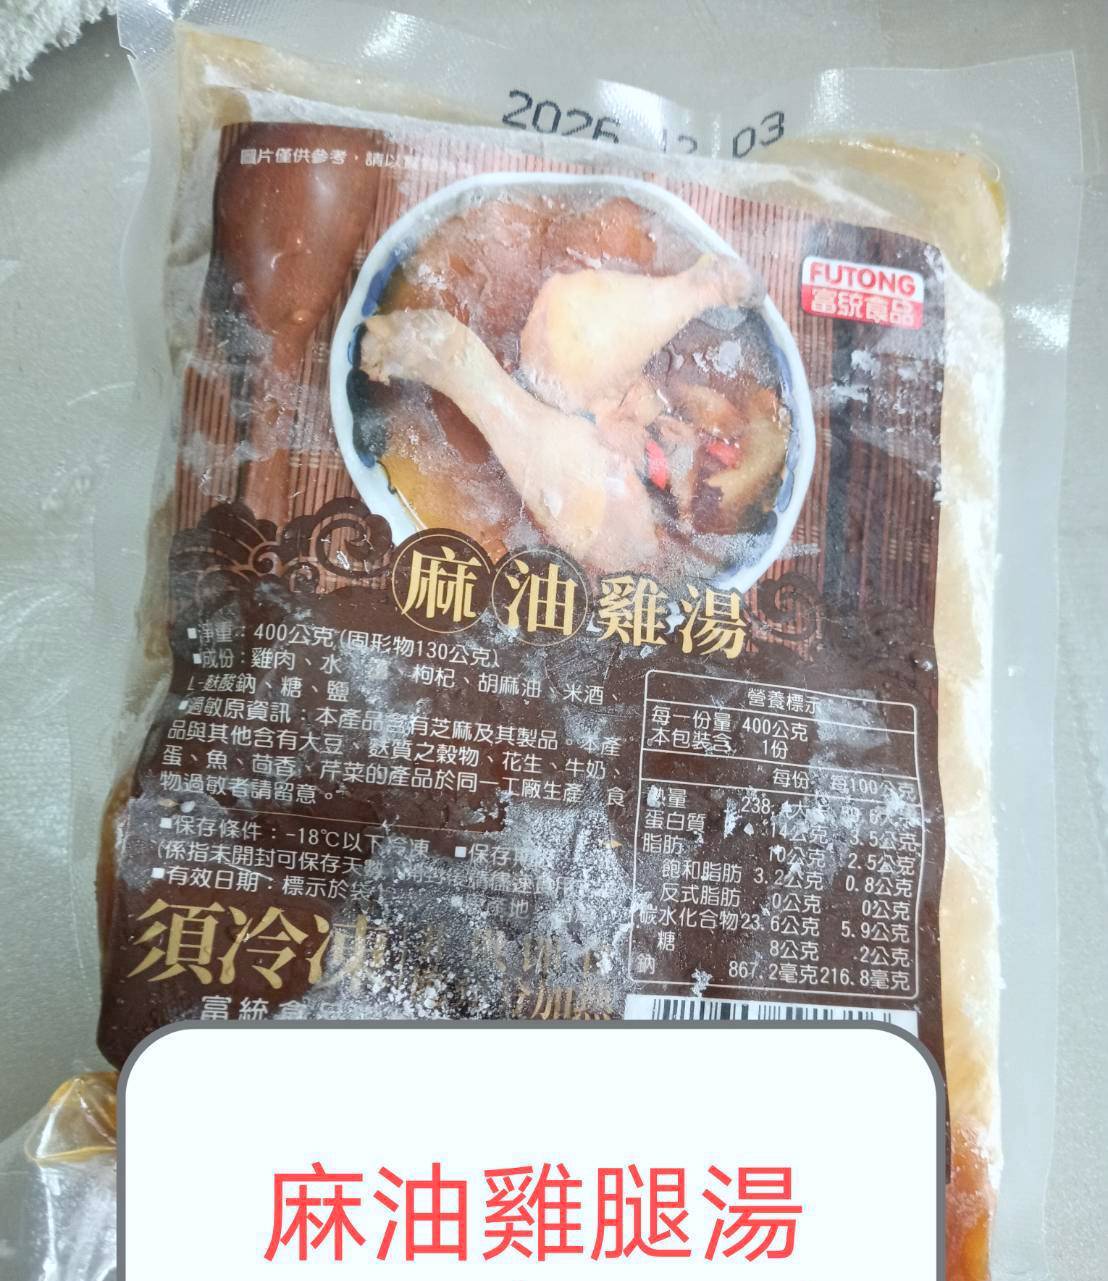 2026 12 03
圖片僅供參考，請以
FUTONG
富統食品
麻油雞湯
■淨重：400公克(固形物130公克)
■成份：雞肉、水、枸杞、胡麻油、米酒、
L-麩酸鈉、糖、鹽
■過敏原資訊：本產品含有芝麻及其製品。本產
品與其他含有大豆、麩質之穀物、花生、牛奶、
蛋、魚、茴香、芹菜的產品於同一工廠生產，食
物過敏者請留意。
■保存條件：-18℃以下冷凍 ■保存
(係指未開封可保存天
■有效日期：標示於袋
須冷凍
加熱
富統食品
營養標示
每一份量 400公克
本包裝含 1份
每份 每100公克
熱量 238.
蛋白質 14公克 3.5公克
脂肪 10公克 2.5公克
飽和脂肪 3.2公克 0.8公克
反式脂肪 0公克 0公克
碳水化合物 23.6公克 5.9公克
糖 8公克 2公克
鈉 867.2毫克 216.8毫克
麻油雞腿湯